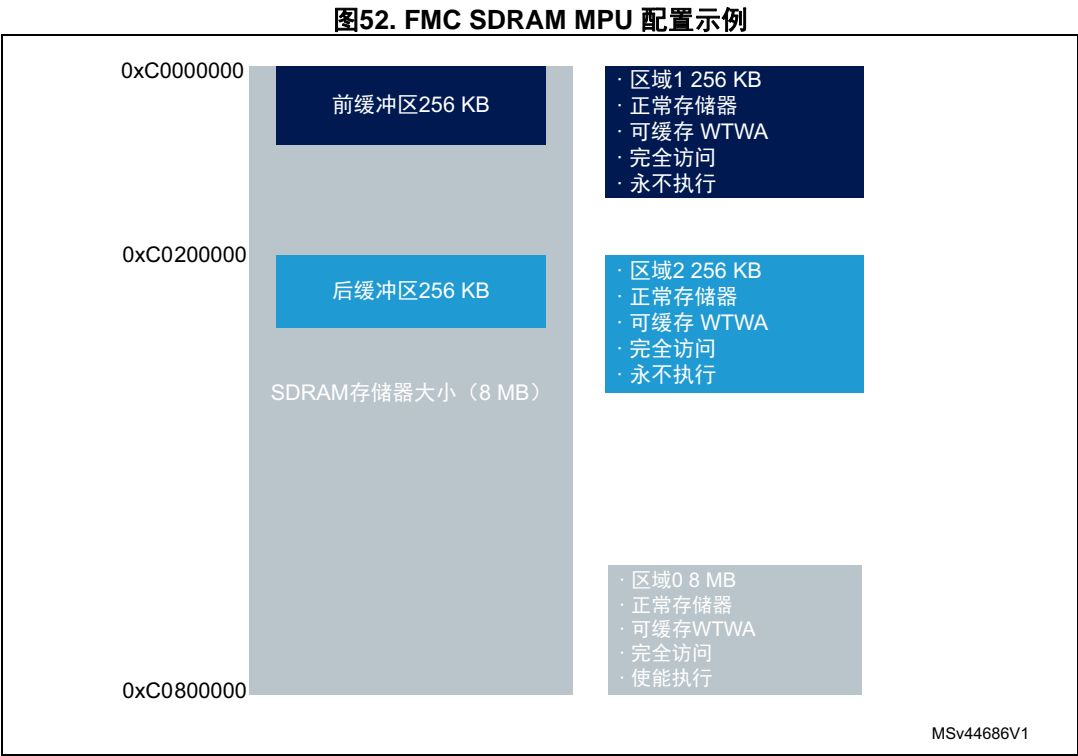 图52. FMC SDRAM MPU 配置示例
0xC0000000
前缓冲区256 KB
· 区域1 256 KB
· 正常存储器
· 可缓存 WTWA
· 完全访问
· 永不执行
0xC0200000
后缓冲区256 KB
· 区域2 256 KB
· 正常存储器
· 可缓存 WTWA
· 完全访问
· 永不执行
SDRAM存储器大小（8 MB）
· 区域0 8 MB
· 正常存储器
· 可缓存WTWA
· 完全访问
· 使能执行
0xC0800000
MSv44686V1